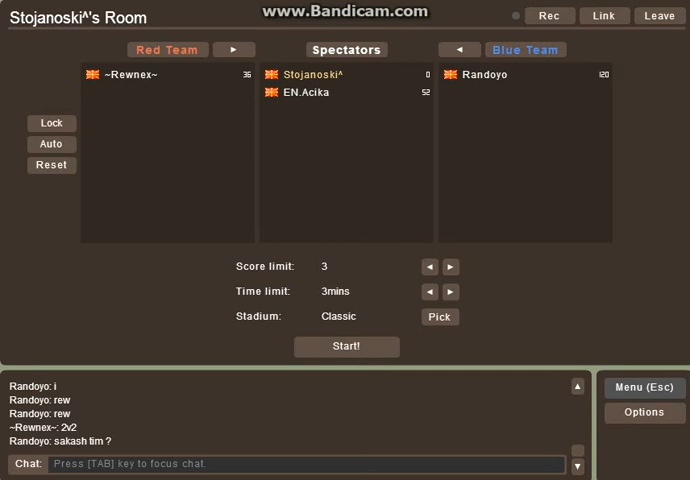 www.Bandicam.com
Stojanoski^'s Room
Rec Link Leave
Red Team ► Spectators ◄ Blue Team
~Rewnex~ 36
Stojanoski^ 0
EN.Acika 52
Randoyo 120
Lock
Auto
Reset
Score limit: 3 ◄ ►
Time limit: 3mins ◄ ►
Stadium: Classic Pick
Start!
Randoyo: i
Randoyo: rew
Randoyo: rew
~Rewnex~: 2v2
Randoyo: sakash tim ?
Chat: Press [TAB] key to focus chat.
Menu (Esc)
Options